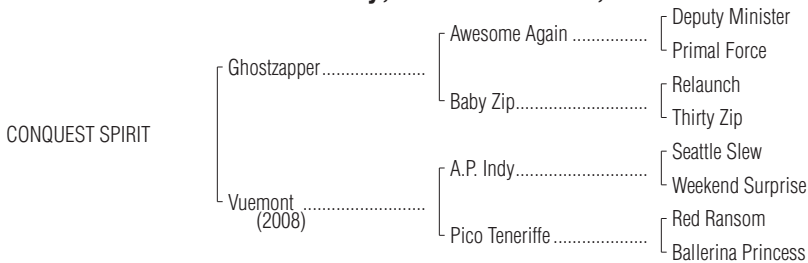 Deputy Minister
Awesome Again ................
Primal Force
Ghostzapper......................
Relaunch
Baby Zip............................
Thirty Zip
CONQUEST SPIRIT
Seattle Slew
A.P. Indy............................
Weekend Surprise
Vuemont ..........................
(2008)
Red Ransom
Pico Teneriffe ....................
Ballerina Princess